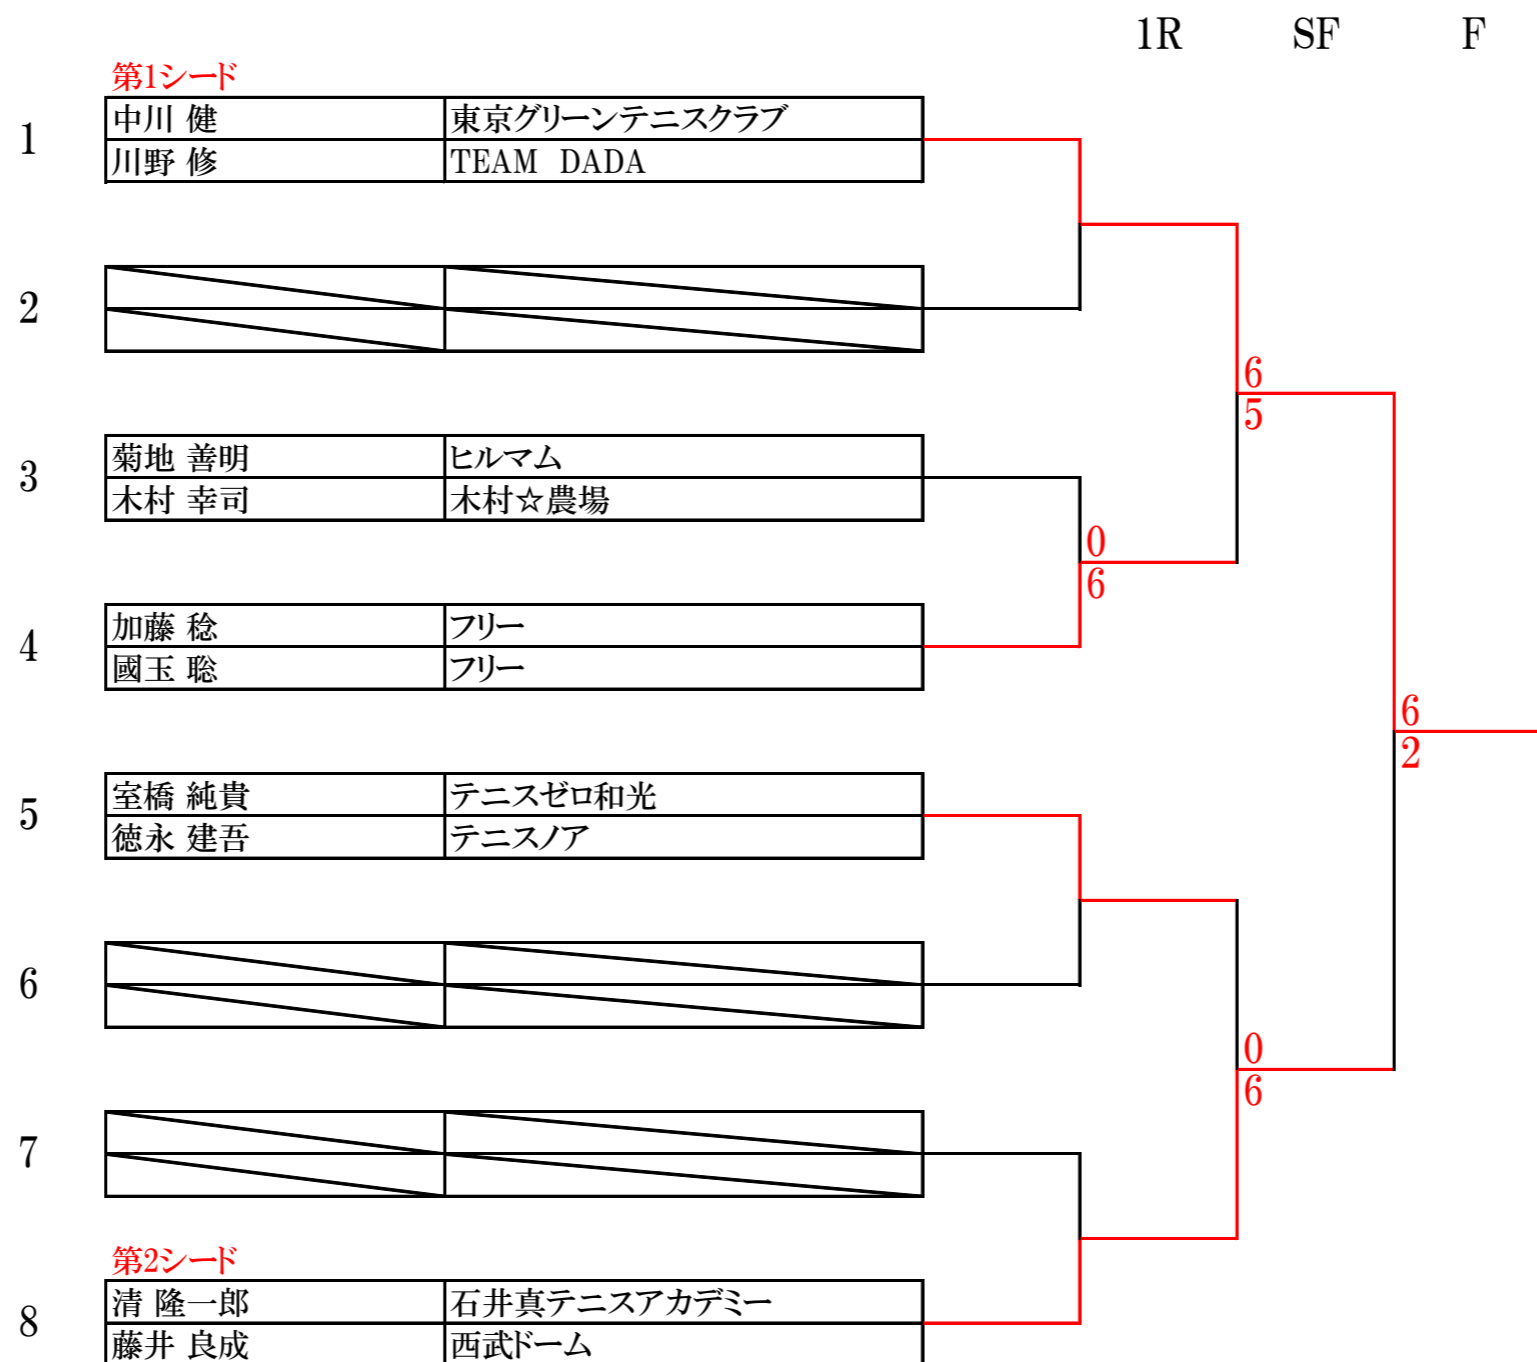 1R SF F
第1シード
1 中川 健 東京グリーンテニスクラブ
川野 修 TEAM DADA
2
6
5
3 菊地 善明 ヒルマム
木村 幸司 木村☆農場
0
6
4 加藤 稔 フリー
國玉 聡 フリー
6
2
5 室橋 純貴 テニスゼロ和光
徳永 建吾 テニスノア
6
0
6
7
第2シード
8 清 隆一郎 石井真テニスアカデミー
藤井 良成 西武ドーム